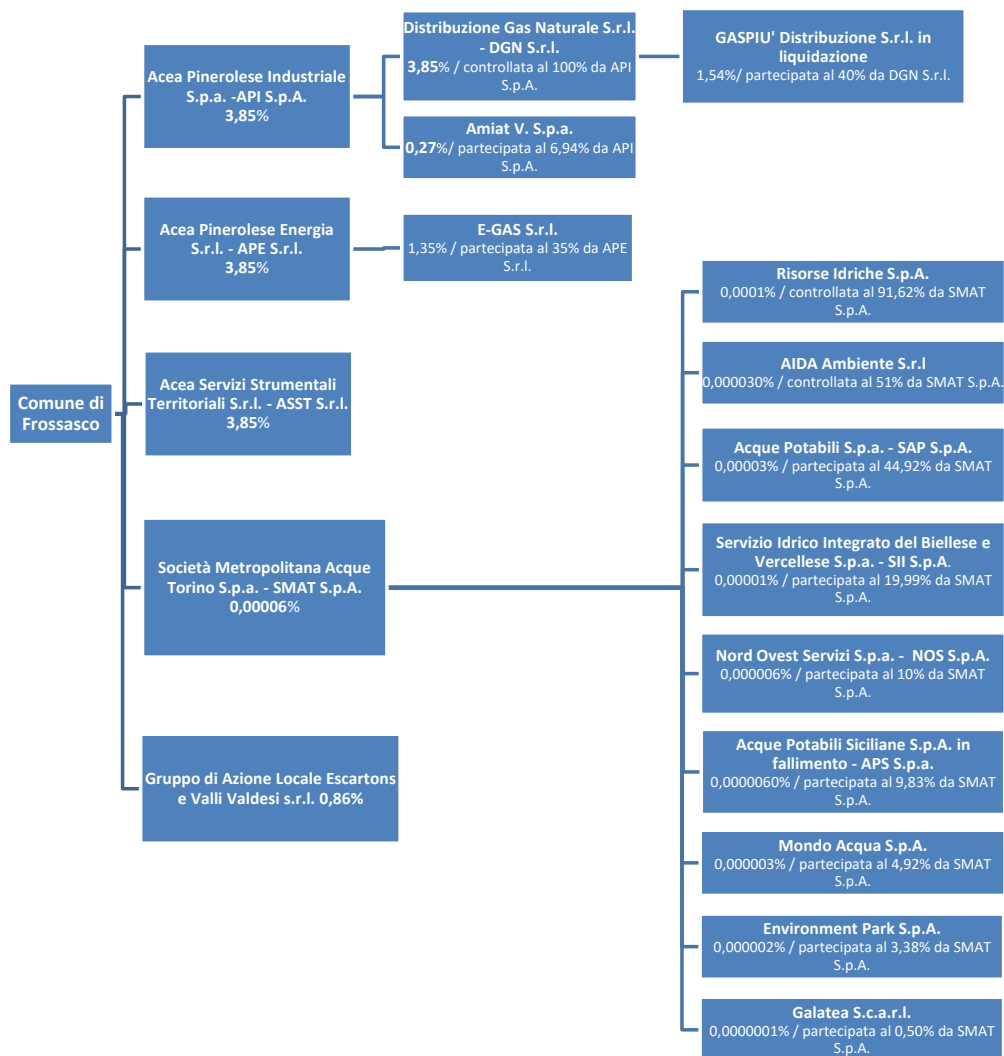 Comune di
Frossasco
Acea Pinerolese Industriale
S.p.a. -API S.p.A.
3,85%
Distribuzione Gas Naturale S.r.l.
- DGN S.r.l.
3,85% / controllata al 100% da API
S.p.A.
GASPIU' Distribuzione S.r.l. in
liquidazione
1,54%/ partecipata al 40% da DGN S.r.l.
Amiat V. S.p.a.
0,27%/ partecipata al 6,94% da API
S.p.A.
Acea Pinerolese Energia
S.r.l. - APE S.r.l.
3,85%
E-GAS S.r.l.
1,35% / partecipata al 35% da APE
S.r.l.
Acea Servizi Strumentali
Territoriali S.r.l. - ASST S.r.l.
3,85%
Società Metropolitana Acque
Torino S.p.a. - SMAT S.p.A.
0,00006%
Risorse Idriche S.p.A.
0,0001% / controllata al 91,62% da SMAT
S.p.A.
AIDA Ambiente S.r.l
0,000030% / controllata al 51% da SMAT S.p.A.
Acque Potabili S.p.a. - SAP S.p.A.
0,00003% / partecipata al 44,92% da SMAT
S.p.A.
Servizio Idrico Integrato del Biellese e
Vercellese S.p.a. - SII S.p.A.
0,00001% / partecipata al 19,99% da SMAT
S.p.A.
Nord Ovest Servizi S.p.a. - NOS S.p.A.
0,000006% / partecipata al 10% da SMAT
S.p.A.
Acque Potabili Siciliane S.p.A. in
fallimento - APS S.p.a.
0,0000060% / partecipata al 9,83% da SMAT
S.p.A.
Mondo Acqua S.p.A.
0,000003% / partecipata al 4,92% da SMAT
S.p.A.
Environment Park S.p.A.
0,000002% / partecipata al 3,38% da SMAT
S.p.A.
Galatea S.c.a.r.l.
0,0000001% / partecipata al 0,50% da SMAT
S.p.A.
Gruppo di Azione Locale Escartons
e Valli Valdesi s.r.l. 0,86%